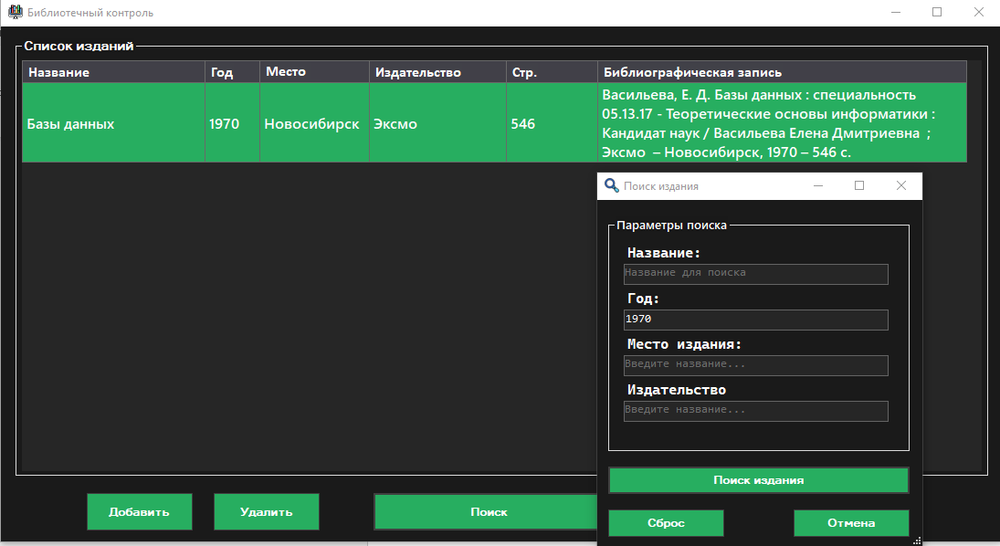 Библиотечный контроль
Список изданий
Название Год Место Издательство Стр. Библиографическая запись
Базы данных 1970 Новосибирск Эксмо 546
Васильева, Е. Д. Базы данных : специальность
05.13.17 - Теоретические основы информатики :
Кандидат наук / Васильева Елена Дмитриевна ;
Эксмо – Новосибирск, 1970 – 546 с.
Поиск издания
Параметры поиска
Название:
Название для поиска
Год:
1970
Место издания:
Введите название...
Издательство
Введите название...
Поиск издания
Сброс Отмена
Добавить Удалить Поиск